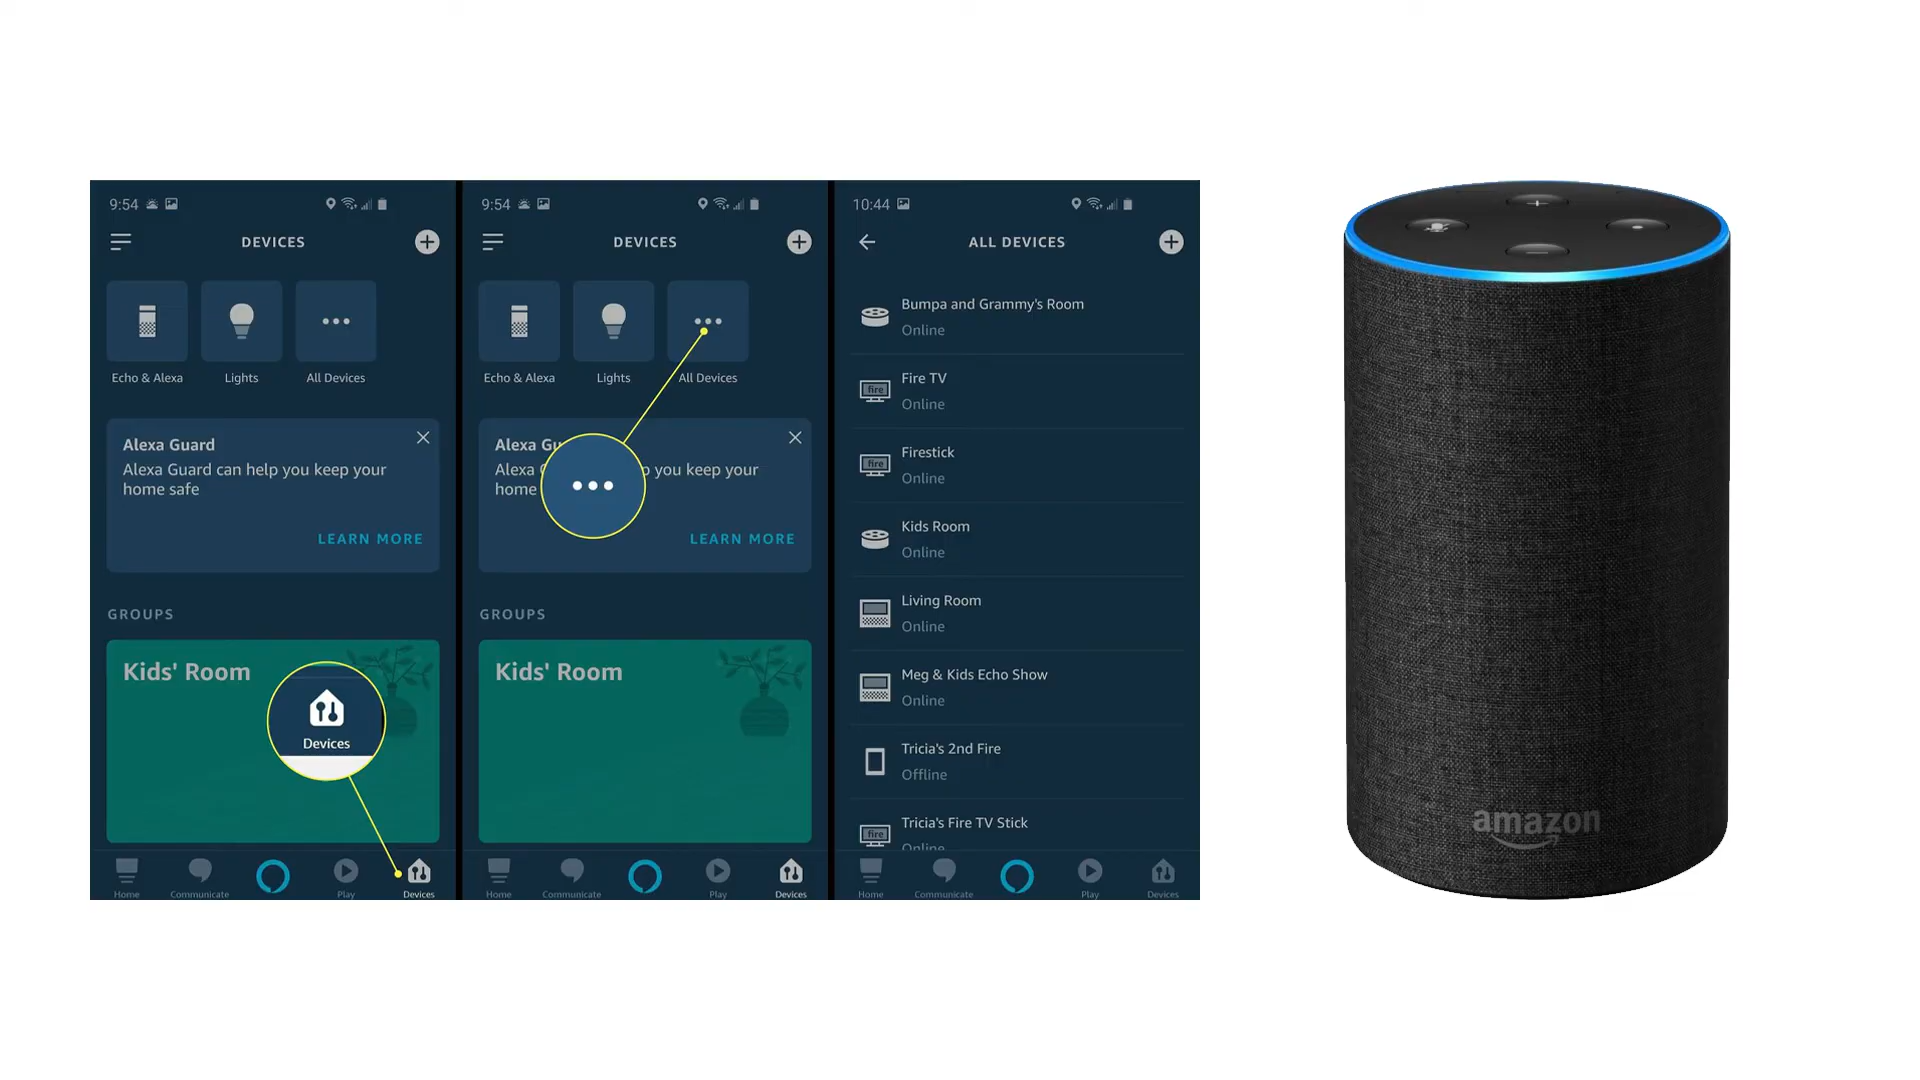 9:54
DEVICES
Echo & Alexa
Lights
All Devices
Alexa Guard
Alexa Guard can help you keep your
home safe
LEARN MORE
GROUPS
Kids' Room
Devices
Home
Communicate
Play
Devices
9:54
DEVICES
Echo & Alexa
Lights
All Devices
Alexa
Alexa you keep your
home
LEARN MORE
GROUPS
Kids' Room
Home
Communicate
Play
Devices
10:44
ALL DEVICES
Bumpa and Grammy's Room
Online
Fire TV
fire
Online
Firestick
fire
Online
Kids Room
Online
Living Room
Online
Meg & Kids Echo Show
Online
Tricia's 2nd Fire
Offline
Tricia's Fire TV Stick
fire
Online
Home
Communicate
Play
Devices
amazon